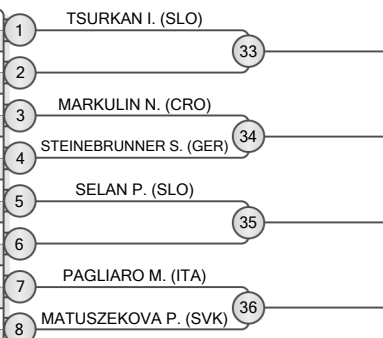 1 TSURKAN I. (SLO)
33
2
3 MARKULIN N. (CRO)
34
4 STEINEBRUNNER S. (GER)
5 SELAN P. (SLO)
35
6
7 PAGLIARO M. (ITA)
36
8 MATUSZEKOVA P. (SVK)